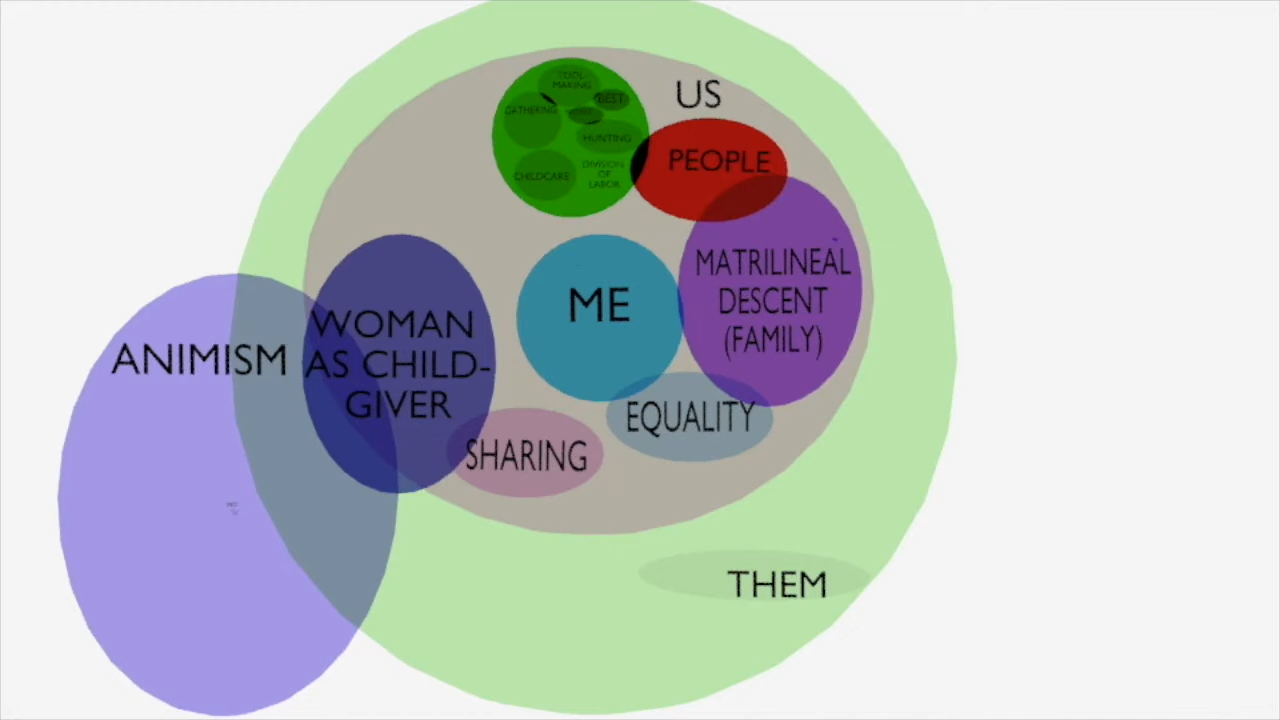 TOOL
MAKING
US
BEST
GATHERING
HUNTING
PEOPLE
DIVISION
OF
LABOR
CHILDCARE
MATRILINEAL
DESCENT
(FAMILY)
ME
WOMAN
AS CHILD-
GIVER
ANIMISM
EQUALITY
SHARING
THEM